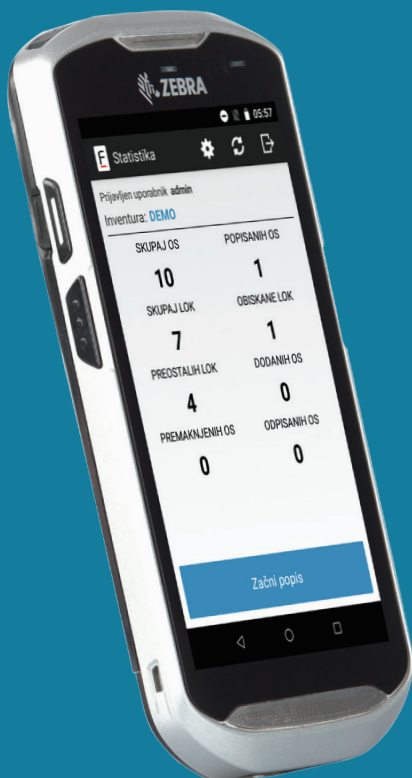 ZEBRA
05:57
F Statistika
Prijavljen uporabnik admin
Inventura: DEMO
SKUPAJ OS POPISANIH OS
10 1
SKUPAJ LOK OBISKANE LOK
7 1
PREOSTALIH LOK DODANIH OS
4 0
PREMAKNJENIH OS ODPISANIH OS
0 0
Začni popis